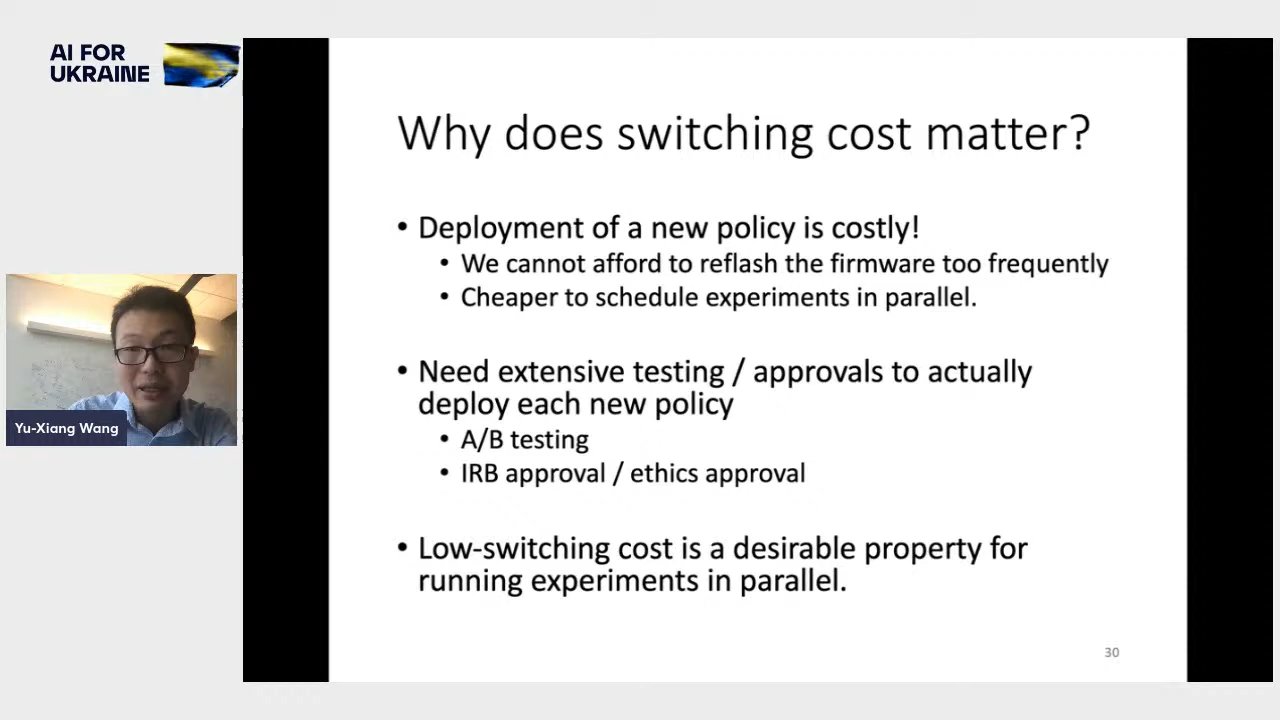 AI FOR
UKRAINE
Why does switching cost matter?
• Deployment of a new policy is costly!
• We cannot afford to reflash the firmware too frequently
• Cheaper to schedule experiments in parallel.
• Need extensive testing / approvals to actually
deploy each new policy
• A/B testing
• IRB approval / ethics approval
• Low-switching cost is a desirable property for
running experiments in parallel.
30
Yu-Xiang Wang